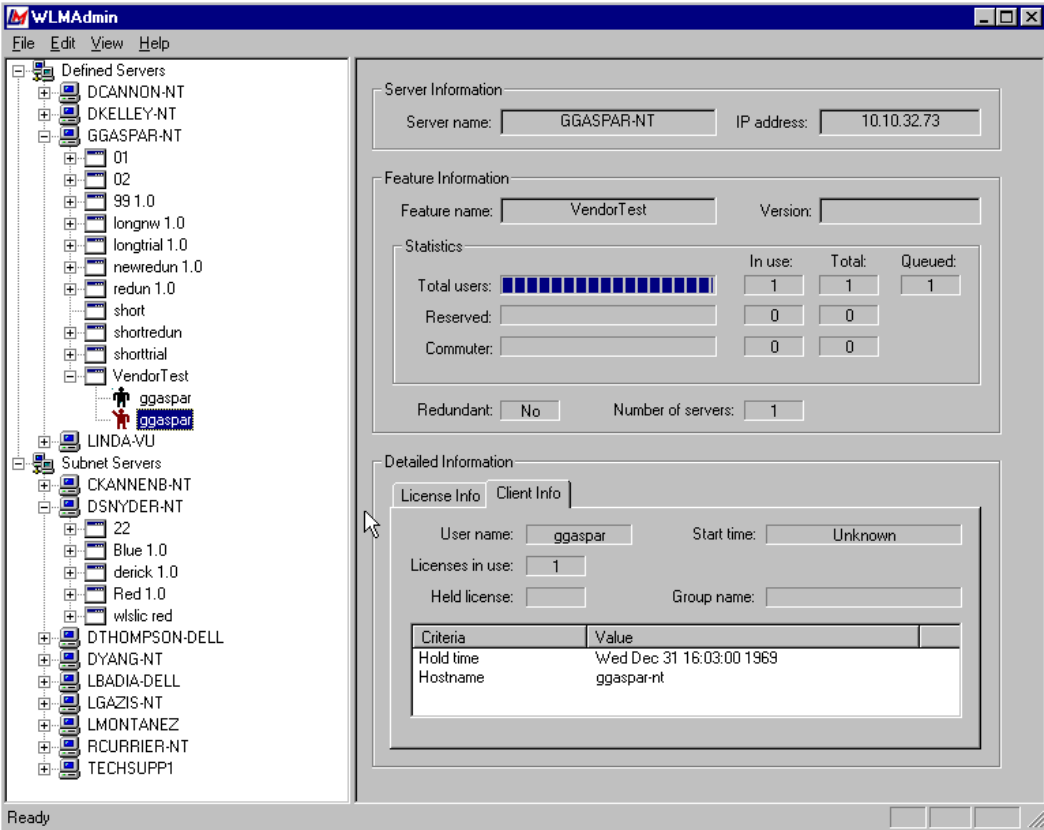 WLMAdmin
File Edit View Help
Defined Servers
DCANNON-NT
DKELLEY-NT
GGASPAR-NT
01
02
99 1.0
longnw 1.0
longtrial 1.0
newredun 1.0
redun 1.0
short
shortredun
shorttrial
VendorTest
ggaspar
ggaspar
LINDA-VU
Subnet Servers
CKANNENB-NT
DSNYDER-NT
22
Blue 1.0
derick 1.0
Red 1.0
wlslic red
DTHOMPSON-DELL
DYANG-NT
LBADIA-DELL
LGAZIS-NT
LMONTANEZ
RCURRIER-NT
TECHSUPP1
Server Information
Server name: GGASPAR-NT IP address: 10.10.32.73
Feature Information
Feature name: VendorTest Version:
Statistics
In use: Total: Queued:
Total users: 1 1 1
Reserved: 0 0
Commuter: 0 0
Redundant: No Number of servers: 1
Detailed Information
License Info Client Info
User name: ggaspar Start time: Unknown
Licenses in use: 1
Held license: Group name:
Criteria Value
Hold time Wed Dec 31 16:03:00 1969
Hostname ggaspar-nt
Ready